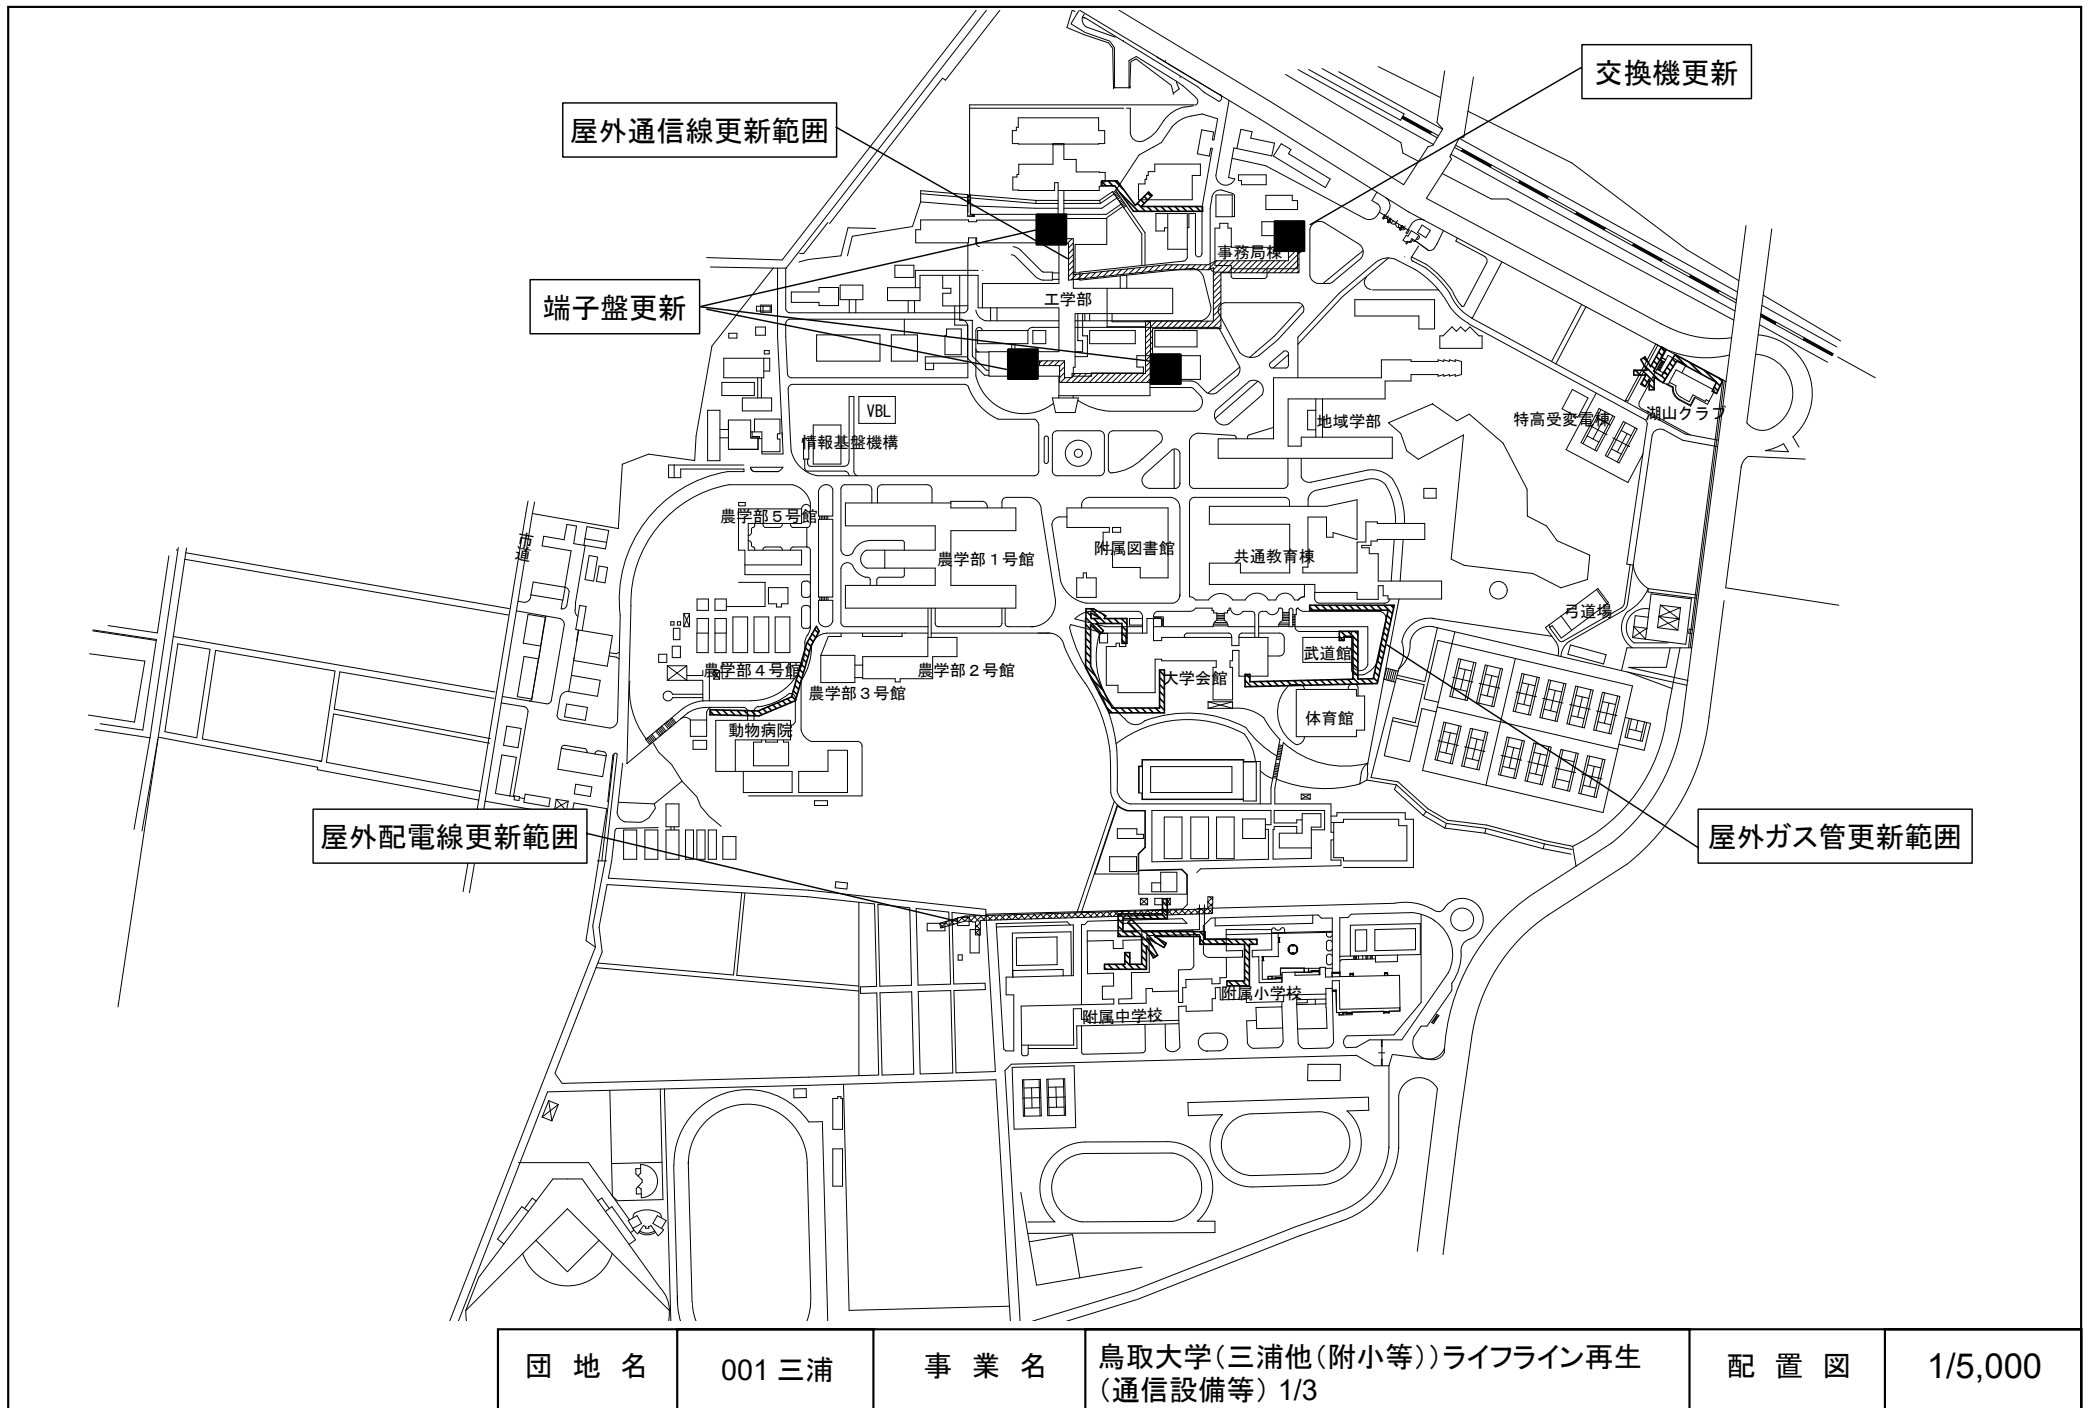 交換機更新
屋外通信線更新範囲
事務局棟
端子盤更新
工学部
VBL
情報基盤機構
地域学部
特高受変電棟
湖山クラブ
農学部５号館
市道
農学部１号館
附属図書館
共通教育棟
弓道場
武道館
農学部４号館
農学部２号館
大学会館
農学部３号館
体育館
動物病院
屋外配電線更新範囲
屋外ガス管更新範囲
附属小学校
附属中学校
団地名
001 三浦
事業名
鳥取大学(三浦他(附小等))ライフライン再生
(通信設備等) 1/3
配置図
1/5,000